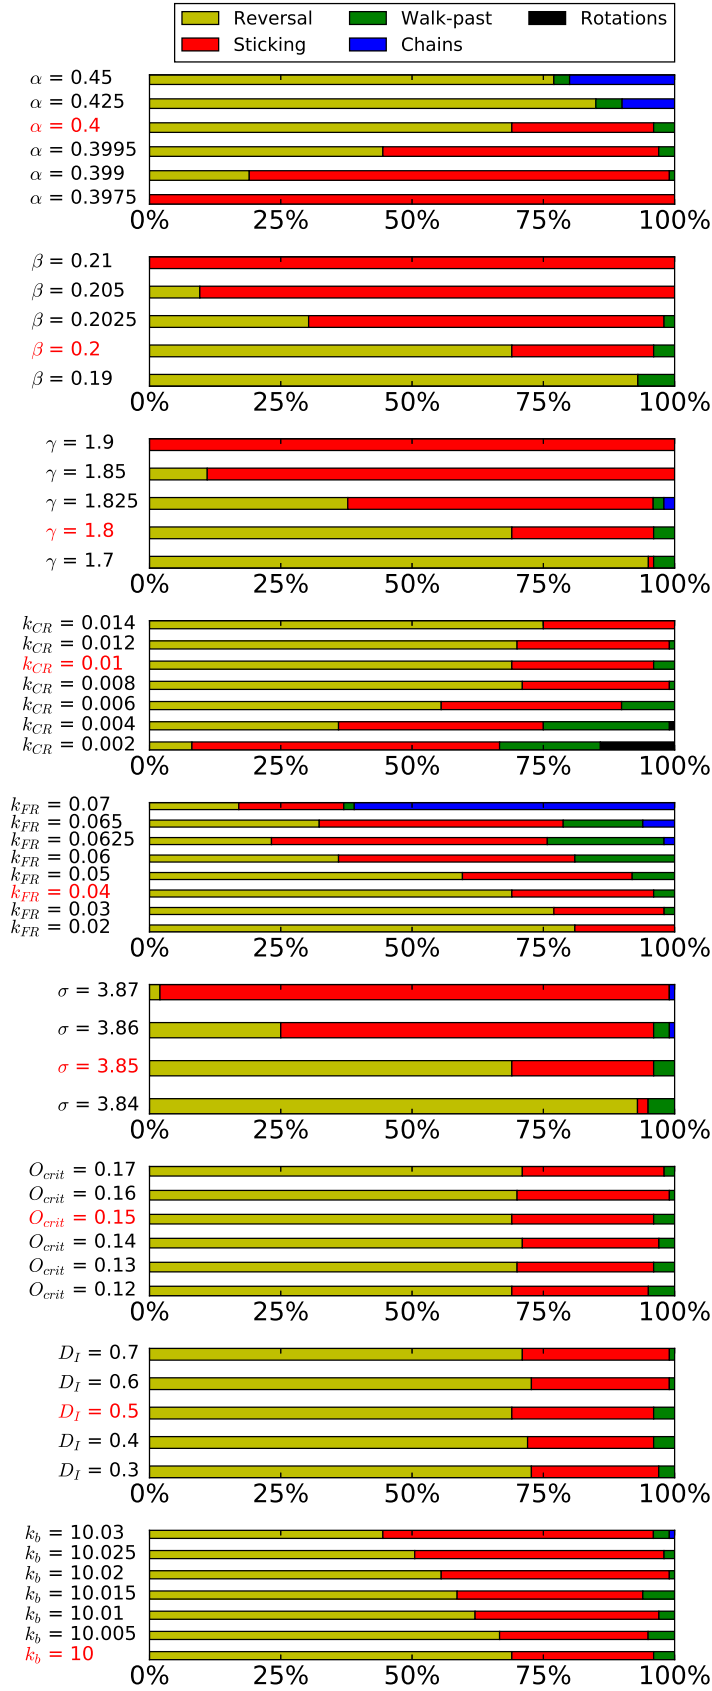 Reversal Walk-past Rotations
Sticking Chains
α = 0.45
α = 0.425
α = 0.4
α = 0.3995
α = 0.399
α = 0.3975
0% 25% 50% 75% 100%
β = 0.21
β = 0.205
β = 0.2025
β = 0.2
β = 0.19
0% 25% 50% 75% 100%
γ = 1.9
γ = 1.85
γ = 1.825
γ = 1.8
γ = 1.7
0% 25% 50% 75% 100%
k_CR = 0.014
k_CR = 0.012
k_CR = 0.01
k_CR = 0.008
k_CR = 0.006
k_CR = 0.004
k_CR = 0.002
0% 25% 50% 75% 100%
k_FR = 0.07
k_FR = 0.065
k_FR = 0.0625
k_FR = 0.06
k_FR = 0.05
k_FR = 0.04
k_FR = 0.03
k_FR = 0.02
0% 25% 50% 75% 100%
σ = 3.87
σ = 3.86
σ = 3.85
σ = 3.84
0% 25% 50% 75% 100%
O_crit = 0.17
O_crit = 0.16
O_crit = 0.15
O_crit = 0.14
O_crit = 0.13
O_crit = 0.12
0% 25% 50% 75% 100%
D_I = 0.7
D_I = 0.6
D_I = 0.5
D_I = 0.4
D_I = 0.3
0% 25% 50% 75% 100%
k_b = 10.03
k_b = 10.025
k_b = 10.02
k_b = 10.015
k_b = 10.01
k_b = 10.005
k_b = 10
0% 25% 50% 75% 100%